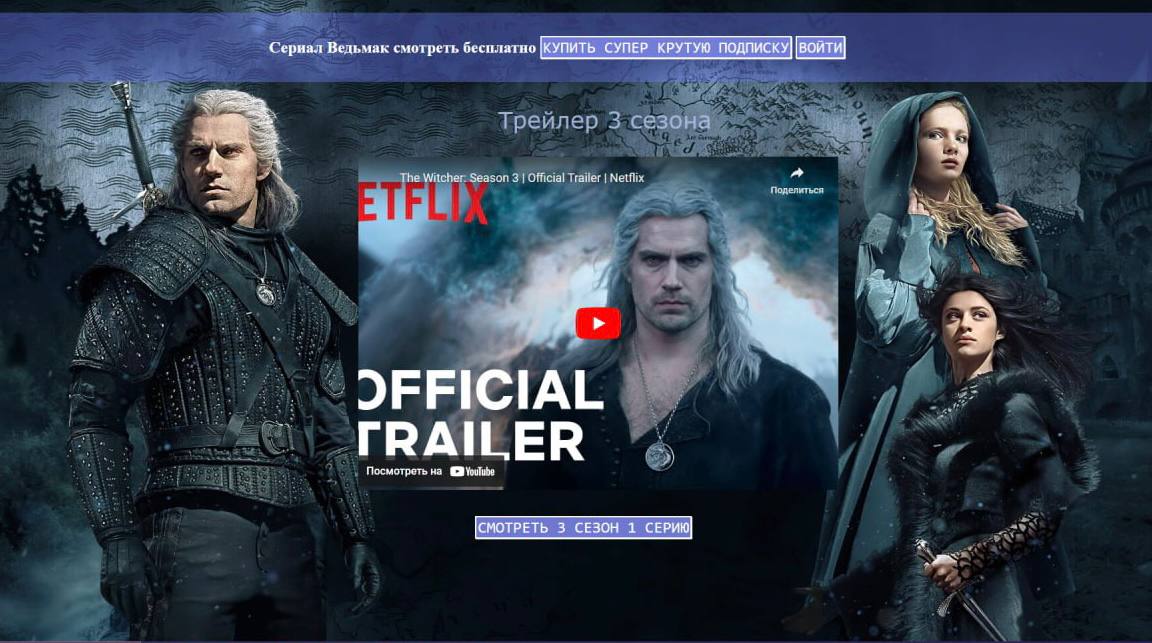 Сериал Ведьмак смотреть бесплатно КУПИТЬ СУПЕР КРУТУЮ ПОДПИСКУ ВОЙТИ
Трейлер 3 сезона
The Witcher: Season 3 | Official Trailer | Netflix
Поделиться
ETFLIX
OFFICIAL
TRAILER
Посмотреть на YouTube
СМОТРЕТЬ 3 СЕЗОН 1 СЕРИЮ